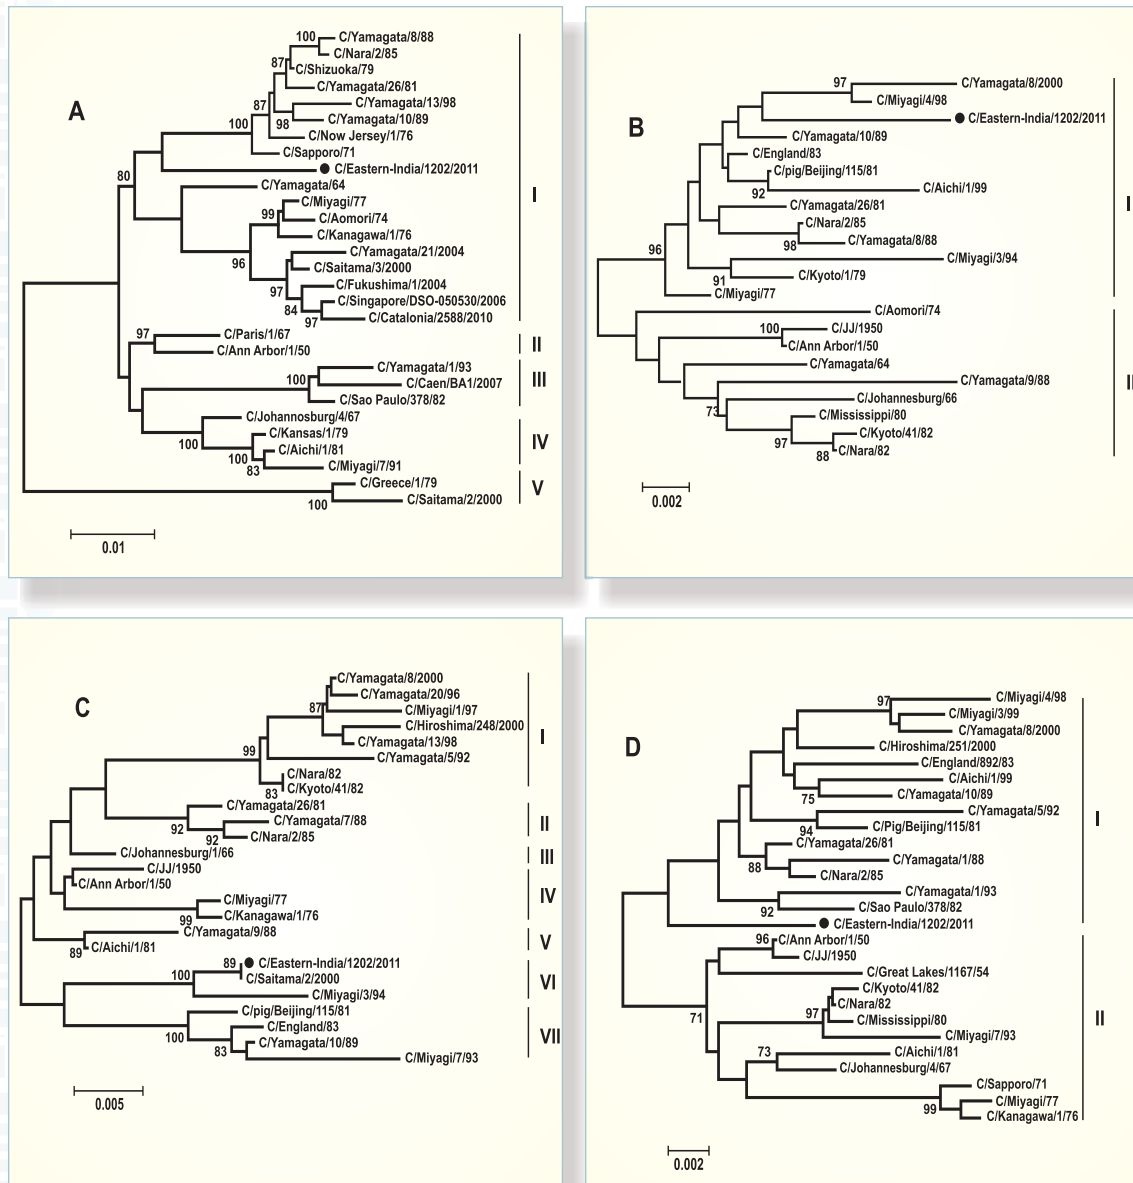 A
100
C/Yamagata/8/88
C/Nara/2/85
87
C/Shizuoka/79
C/Yamagata/26/81
87
C/Yamagata/13/98
98
C/Yamagata/10/89
100
C/Now Jersey/1/76
C/Sapporo/71
C/Eastern-India/1202/2011
80
C/Yamagata/64
I
C/Miyagi/77
99
C/Aomori/74
C/Kanagawa/1/76
96
C/Yamagata/21/2004
C/Saitama/3/2000
97
C/Fukushima/1/2004
84
C/Singapore/DSO-050530/2006
97
C/Catalonia/2588/2010
97
C/Paris/1/67
C/Ann Arbor/1/50
II
C/Yamagata/1/93
100
C/Caen/BA1/2007
III
C/Sao Paulo/378/82
C/Johannosburg/4/67
100
C/Kansas/1/79
IV
100
C/Aichi/1/81
83
C/Miyagi/7/91
C/Greece/1/79
V
100
C/Saitama/2/2000
0.01
B
97
C/Yamagata/8/2000
C/Miyagi/4/98
C/Eastern-India/1202/2011
C/Yamagata/10/89
C/England/83
C/pig/Beijing/115/81
92
C/Aichi/1/99
I
C/Yamagata/26/81
C/Nara/2/85
98
C/Yamagata/8/88
96
C/Miyagi/3/94
91
C/Kyoto/1/79
C/Miyagi/77
C/Aomori/74
100
C/JJ/1950
C/Ann Arbor/1/50
C/Yamagata/64
C/Yamagata/9/88
II
73
C/Johannesburg/66
C/Mississippi/80
97
C/Kyoto/41/82
88
C/Nara/82
0.002
C
C/Yamagata/8/2000
C/Yamagata/20/96
87
C/Miyagi/1/97
C/Hiroshima/248/2000
I
C/Yamagata/13/98
99
C/Yamagata/5/92
C/Nara/82
83
C/Kyoto/41/82
C/Yamagata/26/81
92
C/Yamagata/7/88
II
92
C/Nara/2/85
C/Johannesburg/1/66
III
C/JJ/1950
C/Ann Arbor/1/50
IV
C/Miyagi/77
99
C/Kanagawa/1/76
C/Yamagata/9/88
V
89
C/Aichi/1/81
89
C/Eastern-India/1202/2011
100
C/Saitama/2/2000
VI
C/Miyagi/3/94
C/pig/Beijing/115/81
100
C/England/83
VII
83
C/Yamagata/10/89
C/Miyagi/7/93
0.005
D
97
C/Miyagi/4/98
C/Miyagi/3/99
C/Yamagata/8/2000
C/Hiroshima/251/2000
C/England/892/83
C/Aichi/1/99
75
C/Yamagata/10/89
C/Yamagata/5/92
I
94
C/Pig/Beijing/115/81
C/Yamagata/26/81
88
C/Yamagata/1/88
C/Nara/2/85
C/Yamagata/1/93
92
C/Sao Paulo/378/82
C/Eastern-India/1202/2011
96
C/Ann Arbor/1/50
C/JJ/1950
C/Great Lakes/1167/54
C/Kyoto/41/82
C/Nara/82
97
C/Mississippi/80
71
II
C/Miyagi/7/93
73
C/Aichi/1/81
C/Johannesburg/4/67
C/Sapporo/71
99
C/Miyagi/77
C/Kanagawa/1/76
0.002